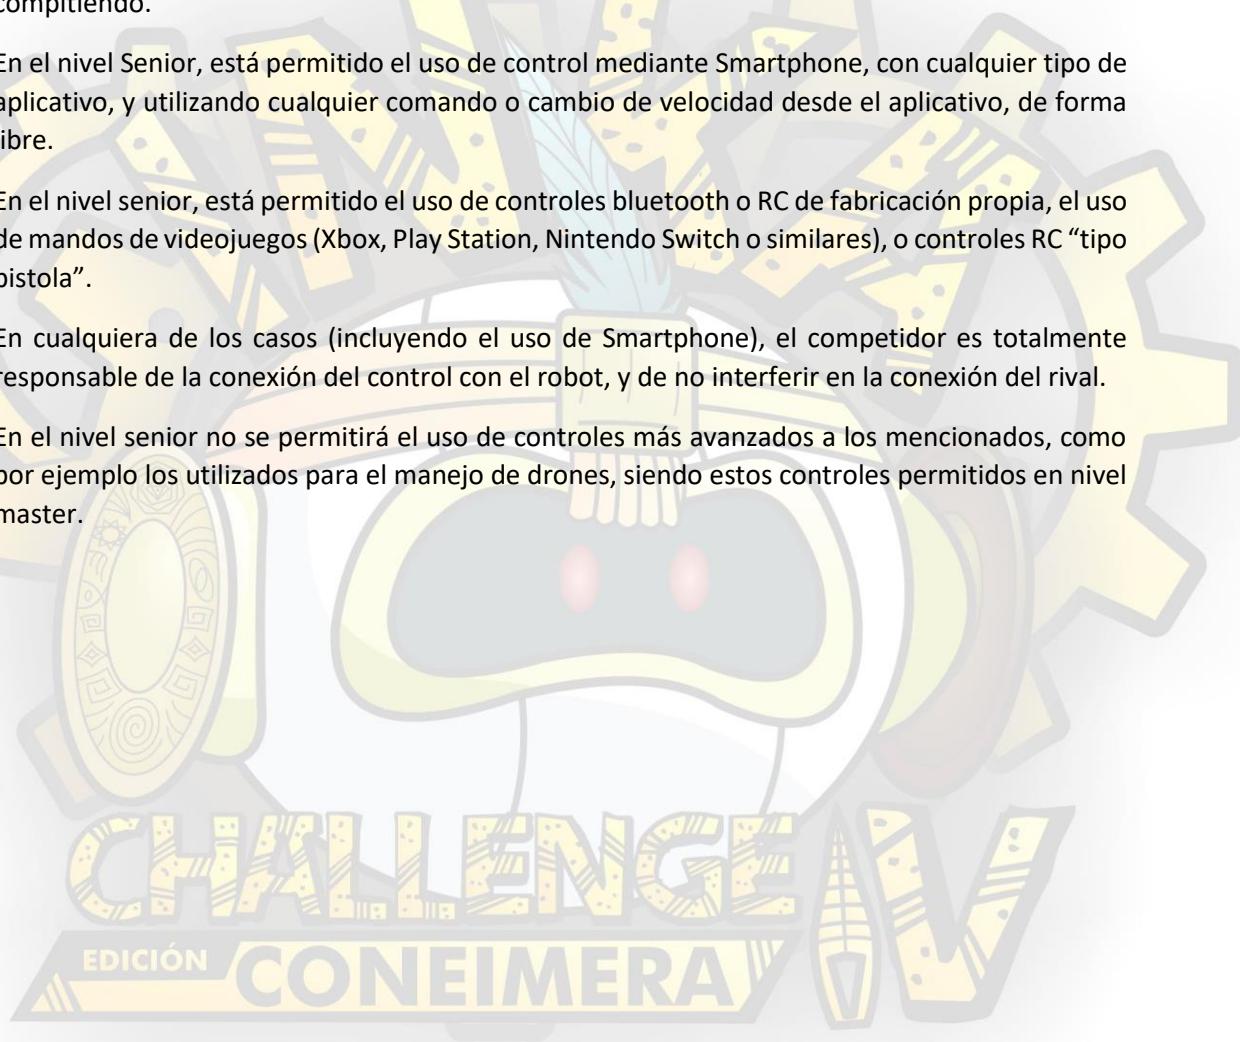 compitiendo.
En el nivel Senior, está permitido el uso de control mediante Smartphone, con cualquier tipo de
aplicativo, y utilizando cualquier comando o cambio de velocidad desde el aplicativo, de forma
libre.
En el nivel senior, está permitido el uso de controles bluetooth o RC de fabricación propia, el uso
de mandos de videojuegos (Xbox, Play Station, Nintendo Switch o similares), o controles RC “tipo
pistola”.
En cualquiera de los casos (incluyendo el uso de Smartphone), el competidor es totalmente
responsable de la conexión del control con el robot, y de no interferir en la conexión del rival.
En el nivel senior no se permitirá el uso de controles más avanzados a los mencionados, como
por ejemplo los utilizados para el manejo de drones, siendo estos controles permitidos en nivel
master.
CHALLENGE IV
EDICIÓN CONEIMERA